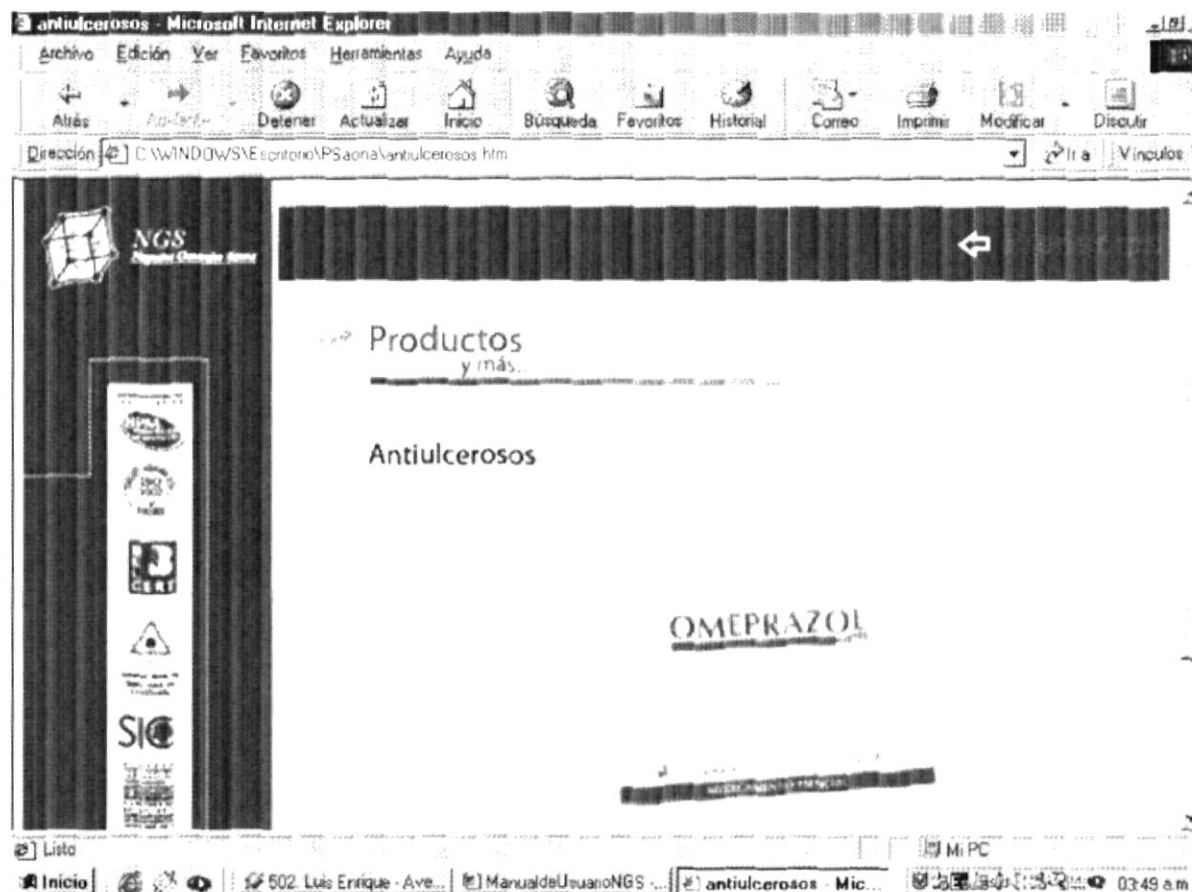 antiulcerosos - Microsoft Internet Explorer
Archivo Edición Ver Favoritos Herramientas Ayuda
Atrás Detener Actualizar Inicio Búsqueda Favoritos Historial Correo Imprimir Modificar Discutir
Dirección C:\WINDOWS\Escritorio\PSaona\antiulcerosos.htm Ir a Vínculos
NGS
Productos
y más...
Antiulcerosos
CERT
OMEPRAZOL
SIC
MEDICAMENTO
Listo Mi PC
Inicio 502. Luis Enrique - Ave... ManualdeUsuarioNGS -... antiulcerosos - Mic... 03:49 a.m.